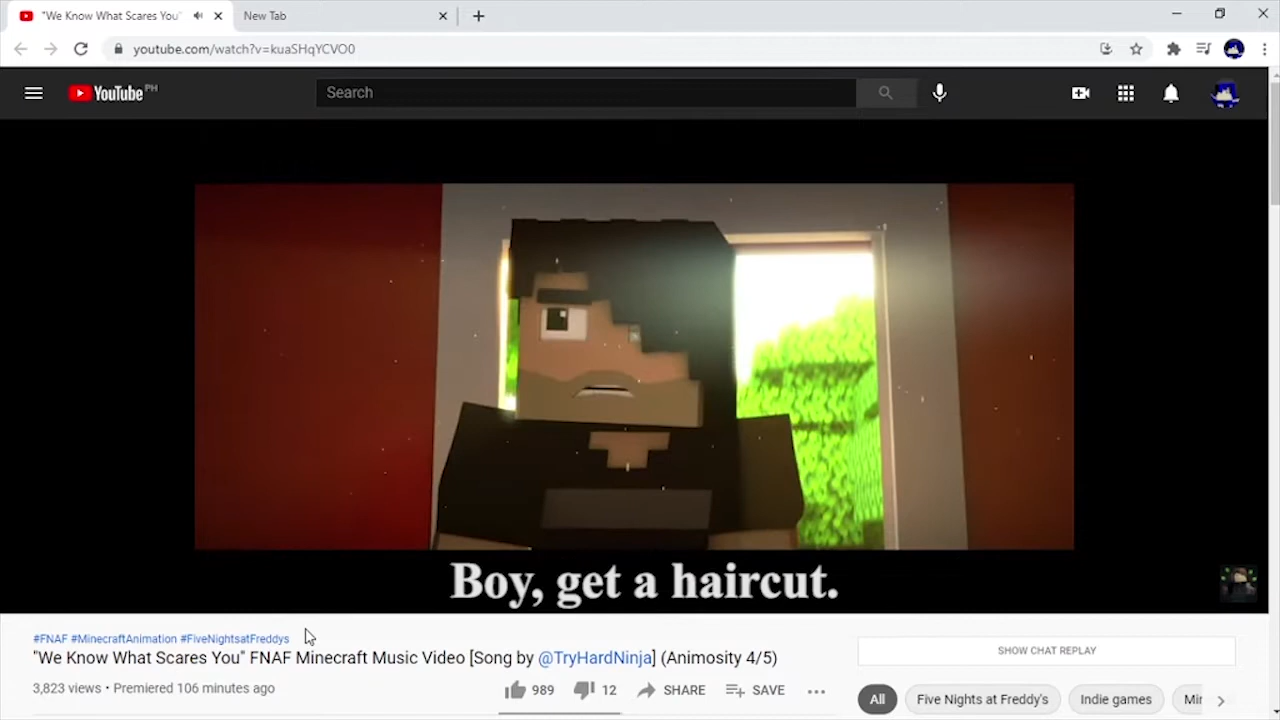 "We Know What Scares You"
New Tab
youtube.com/watch?v=kuaSHqYCVO0
YouTube PH
Search
Boy, get a haircut.
#FNAF #MinecraftAnimation #FiveNightsatFreddys
"We Know What Scares You" FNAF Minecraft Music Video [Song by @TryHardNinja] (Animosity 4/5)
3,823 views • Premiered 106 minutes ago
989
12
SHARE
SAVE
SHOW CHAT REPLAY
All
Five Nights at Freddy's
Indie games
Min